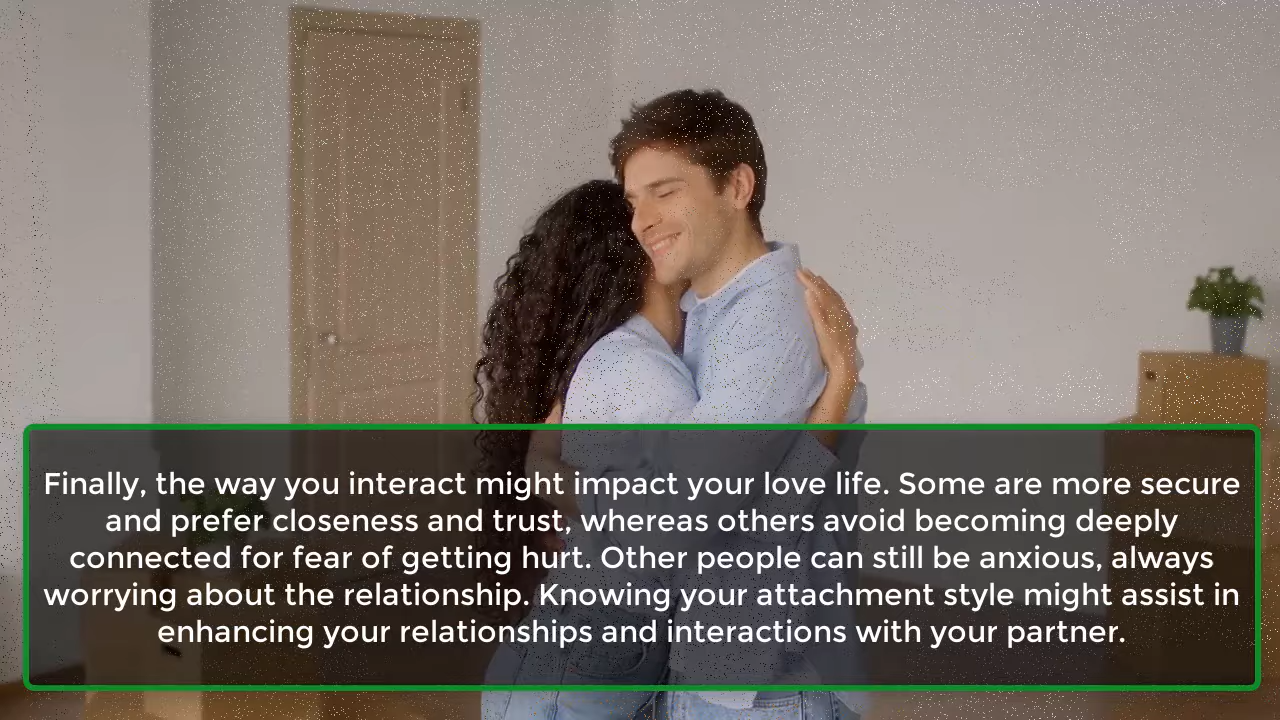 Finally, the way you interact might impact your love life. Some are more secure
and prefer closeness and trust, whereas others avoid becoming deeply
connected for fear of getting hurt. Other people can still be anxious, always
worrying about the relationship. Knowing your attachment style might assist in
enhancing your relationships and interactions with your partner.